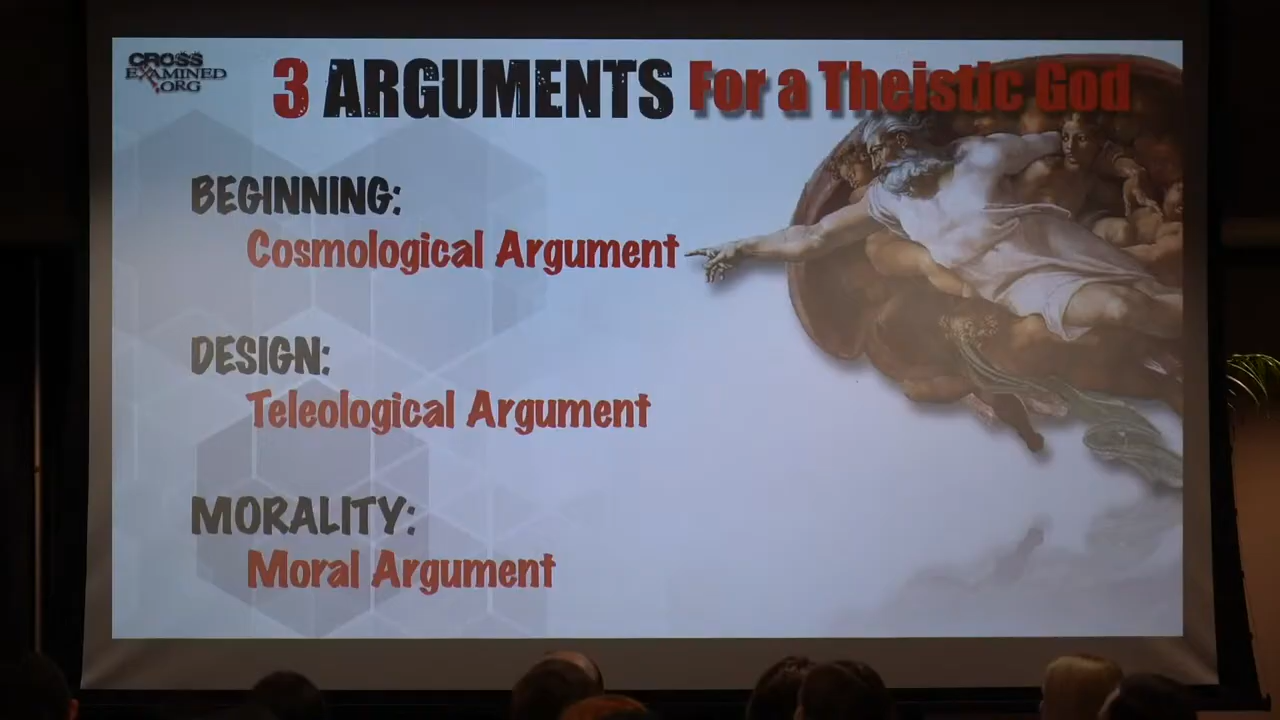 CROSS
EXAMINED
.ORG
3 ARGUMENTS For a Theistic God
BEGINNING:
Cosmological Argument
DESIGN:
Teleological Argument
MORALITY:
Moral Argument